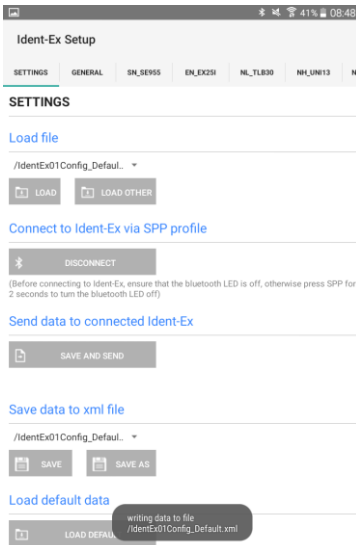 41% 08:48
Ident-Ex Setup
SETTINGS GENERAL SN_SE955 EN_EX25I NL_TLB30 NH_UNI13 N
SETTINGS
Load file
/IdentEx01Config_Defaul..
LOAD LOAD OTHER
Connect to Ident-Ex via SPP profile
DISCONNECT
(Before connecting to Ident-Ex, ensure that the bluetooth LED is off, otherwise press SPP for
2 seconds to turn the bluetooth LED off)
Send data to connected Ident-Ex
SAVE AND SEND
Save data to xml file
/IdentEx01Config_Defaul..
SAVE SAVE AS
Load default data
LOAD DEFAU
writing data to file
/IdentEx01Config_Default.xml